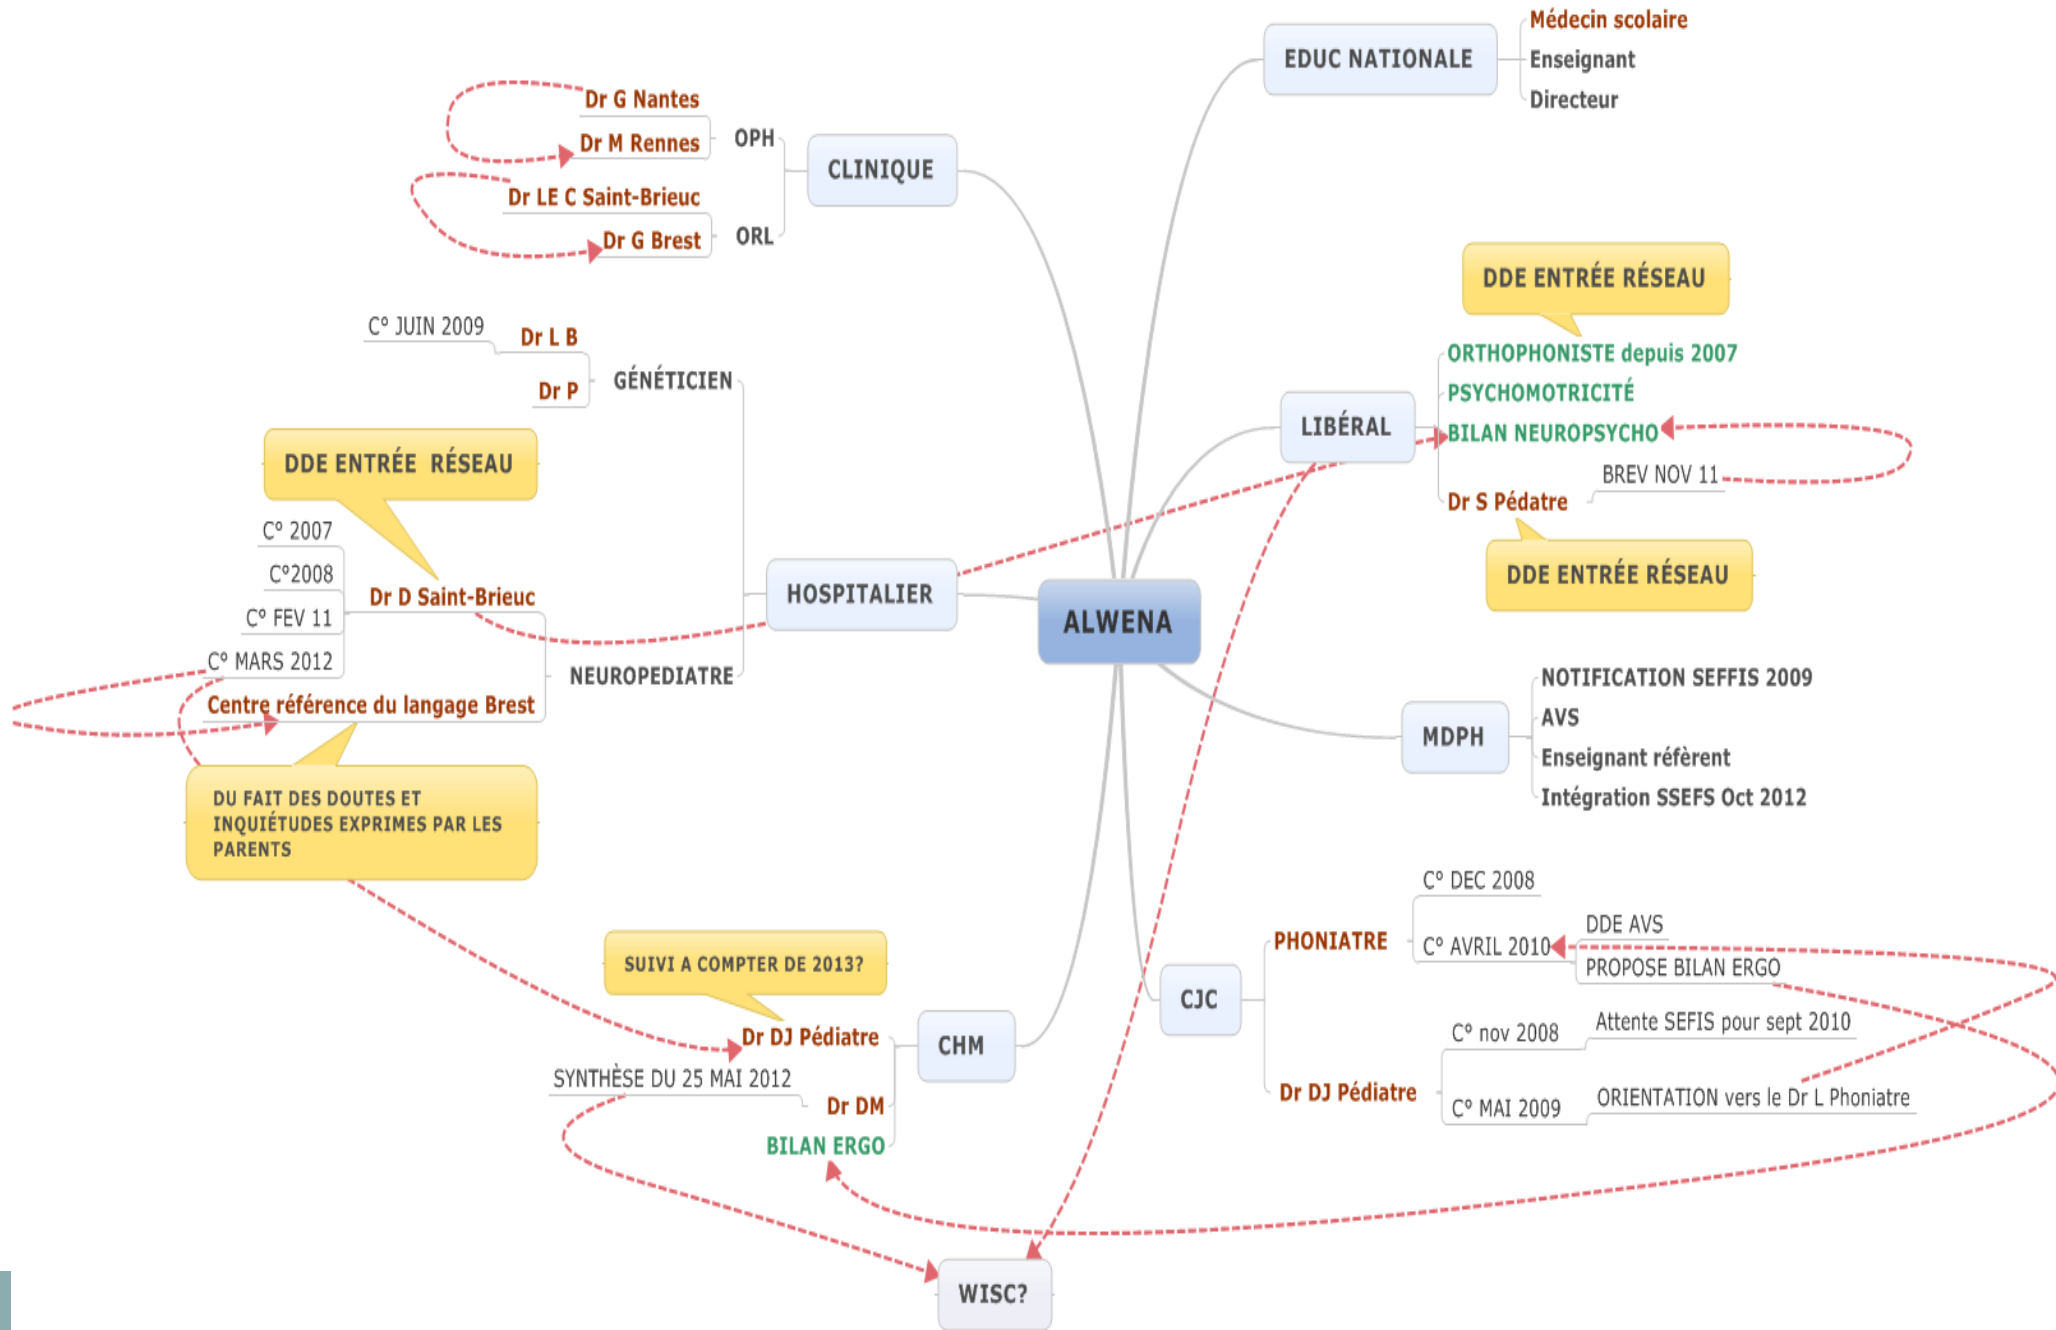 Médecin scolaire
EDUC NATIONALE
Enseignant
Directeur
Dr G Nantes
Dr M Rennes
OPH
CLINIQUE
Dr LE C Saint-Brieuc
Dr G Brest
ORL
DDE ENTRÉE RÉSEAU
ORTHOPHONISTE depuis 2007
PSYCHOMOTRICITÉ
LIBÉRAL
BILAN NEUROPSYCHO
BREV NOV 11
Dr S Pédatre
DDE ENTRÉE RÉSEAU
C° JUIN 2009
Dr L B
GÉNÉTICIEN
Dr P
DDE ENTRÉE  RÉSEAU
C° 2007
C°2008
Dr D Saint-Brieuc
C° FEV 11
C° MARS 2012
HOSPITALIER
NEUROPEDIATRE
Centre référence du langage Brest
DU FAIT DES DOUTES ET
INQUIÉTUDES EXPRIMES PAR LES
PARENTS
ALWENA
NOTIFICATION SEFFIS 2009
AVS
MDPH
Enseignant réfèrent
Intégration SSEFS Oct 2012
SUIVI A COMPTER DE 2013?
Dr DJ Pédiatre
CHM
SYNTHÈSE DU 25 MAI 2012
Dr DM
BILAN ERGO
C° DEC 2008
PHONIATRE
DDE AVS
C° AVRIL 2010
PROPOSE BILAN ERGO
CJC
C° nov 2008
Attente SEFIS pour sept 2010
Dr DJ Pédiatre
C° MAI 2009
ORIENTATION vers le Dr L Phoniatre
WISC?